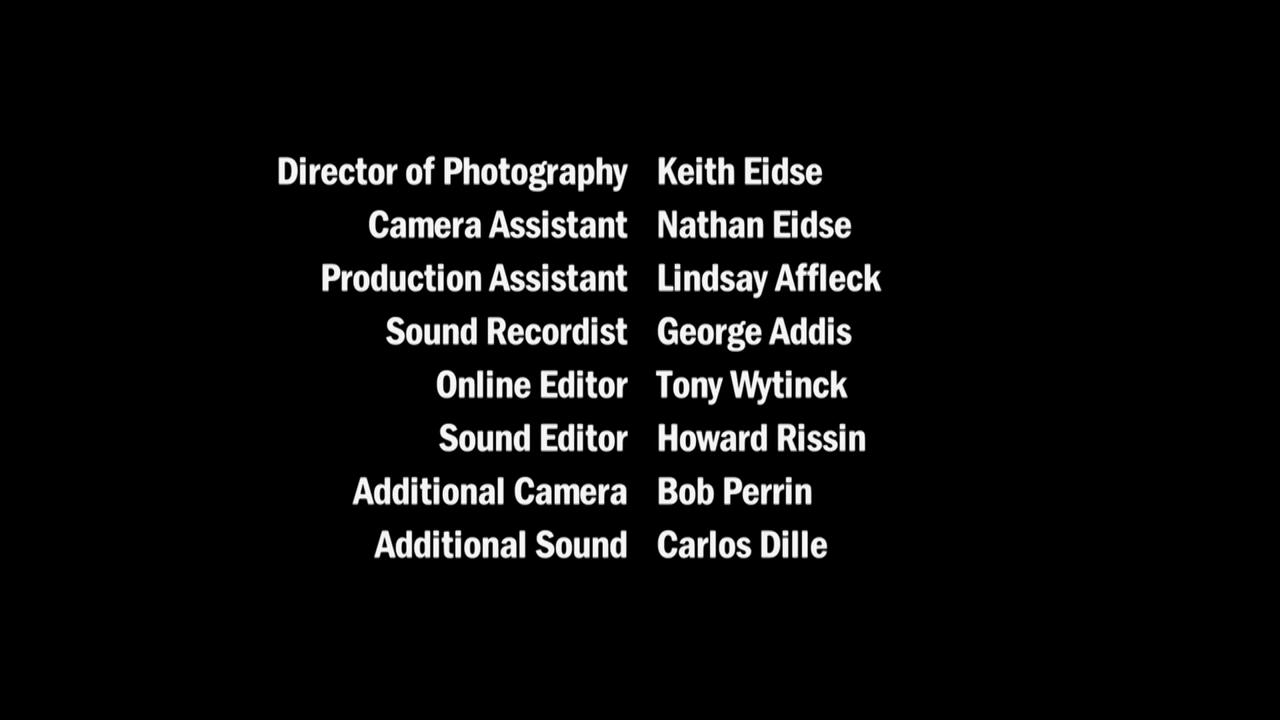 Director of Photography Keith Eidse
Camera Assistant Nathan Eidse
Production Assistant Lindsay Affleck
Sound Recordist George Addis
Online Editor Tony Wytinck
Sound Editor Howard Rissin
Additional Camera Bob Perrin
Additional Sound Carlos Dille